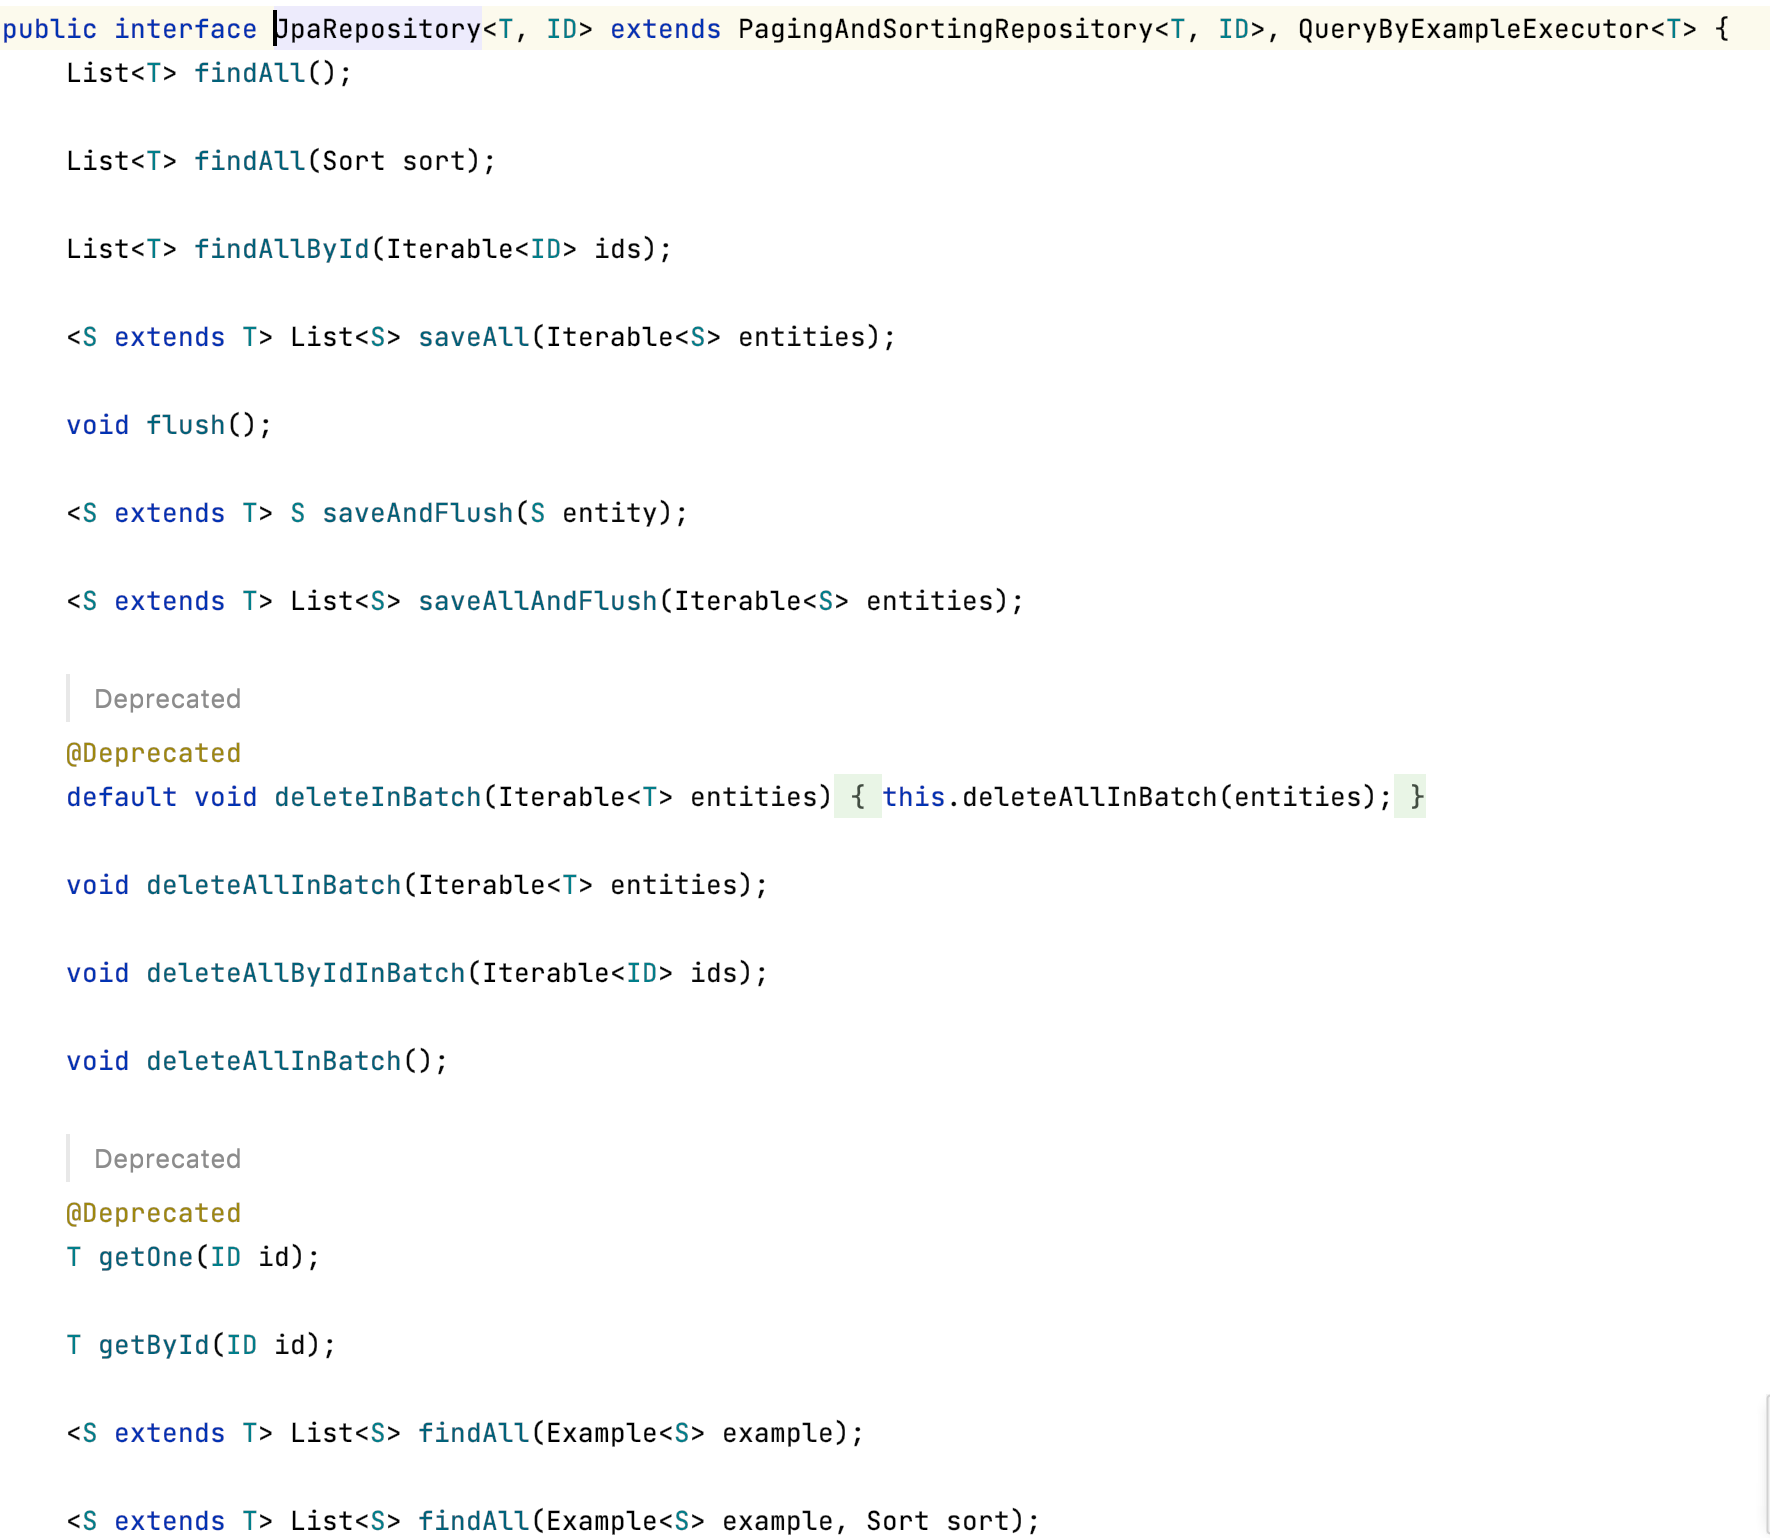 public interface JpaRepository<T, ID> extends PagingAndSortingRepository<T, ID>, QueryByExampleExecutor<T> {
    List<T> findAll();
    List<T> findAll(Sort sort);
    List<T> findAllById(Iterable<ID> ids);
    <S extends T> List<S> saveAll(Iterable<S> entities);
    void flush();
    <S extends T> S saveAndFlush(S entity);
    <S extends T> List<S> saveAllAndFlush(Iterable<S> entities);
    Deprecated
    @Deprecated
    default void deleteInBatch(Iterable<T> entities) { this.deleteAllInBatch(entities); }
    void deleteAllInBatch(Iterable<T> entities);
    void deleteAllByIdInBatch(Iterable<ID> ids);
    void deleteAllInBatch();
    Deprecated
    @Deprecated
    T getOne(ID id);
    T getById(ID id);
    <S extends T> List<S> findAll(Example<S> example);
    <S extends T> List<S> findAll(Example<S> example, Sort sort);